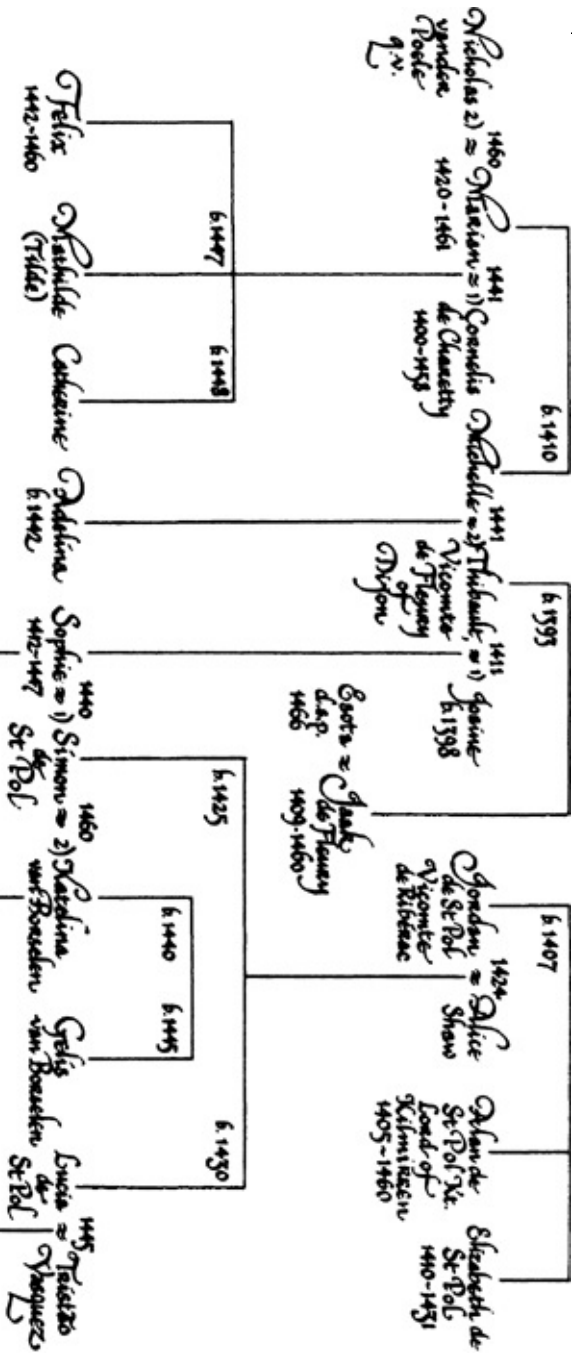 b.1410
b.1393
b.1407
1460
1441
1441
1411
1424
Nicholas 2) = Marian = 1) Cornelis
vander
Poele
q.v.
1420-1461
de Charetty
1400-1458
Michelle = 2) Thibault, = 1) Josine
Vicomte
de Fleury
of
Dijon
b.1398
Jordan = Alice
de St Pol
Vicomte
de Ribérac
Shaw
Alan de
St Pol Kt.
Lord of
Kilmirren
1405-1460
Elizabeth de
St Pol
1410-1431
Esota = Jaak
d.s.p.
1466
de Fleury
1409-1460
b.1447
b.1448
b.1425
b.1440
b.1445
b.1430
1440
1460
1445
Felix
1442-1460
Mathilde
(Tilde)
Catherine
Adelina
b.1442
Sophie = 1) Simon = 2) Katelina
1412-1447
de
St Pol
van Borselen
Gelis
van Borselen
Lucia = Tristão
de
St Pol
Vasquez